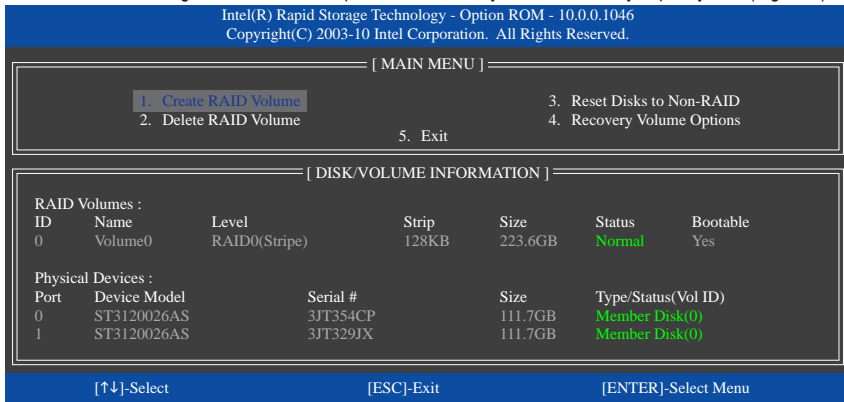 Intel(R) Rapid Storage Technology - Option ROM - 10.0.0.1046
Copyright(C) 2003-10 Intel Corporation. All Rights Reserved.
[ MAIN MENU ]
1. Create RAID Volume 3. Reset Disks to Non-RAID
2. Delete RAID Volume 4. Recovery Volume Options
5. Exit
[ DISK/VOLUME INFORMATION ]
RAID Volumes :
ID Name Level Strip Size Status Bootable
0 Volume0 RAID0(Stripe) 128KB 223.6GB Normal Yes
Physical Devices :
Port Device Model Serial # Size Type/Status(Vol ID)
0 ST3120026AS 3JT354CP 111.7GB Member Disk(0)
1 ST3120026AS 3JT329JX 111.7GB Member Disk(0)
[↑↓]-Select [ESC]-Exit [ENTER]-Select Menu